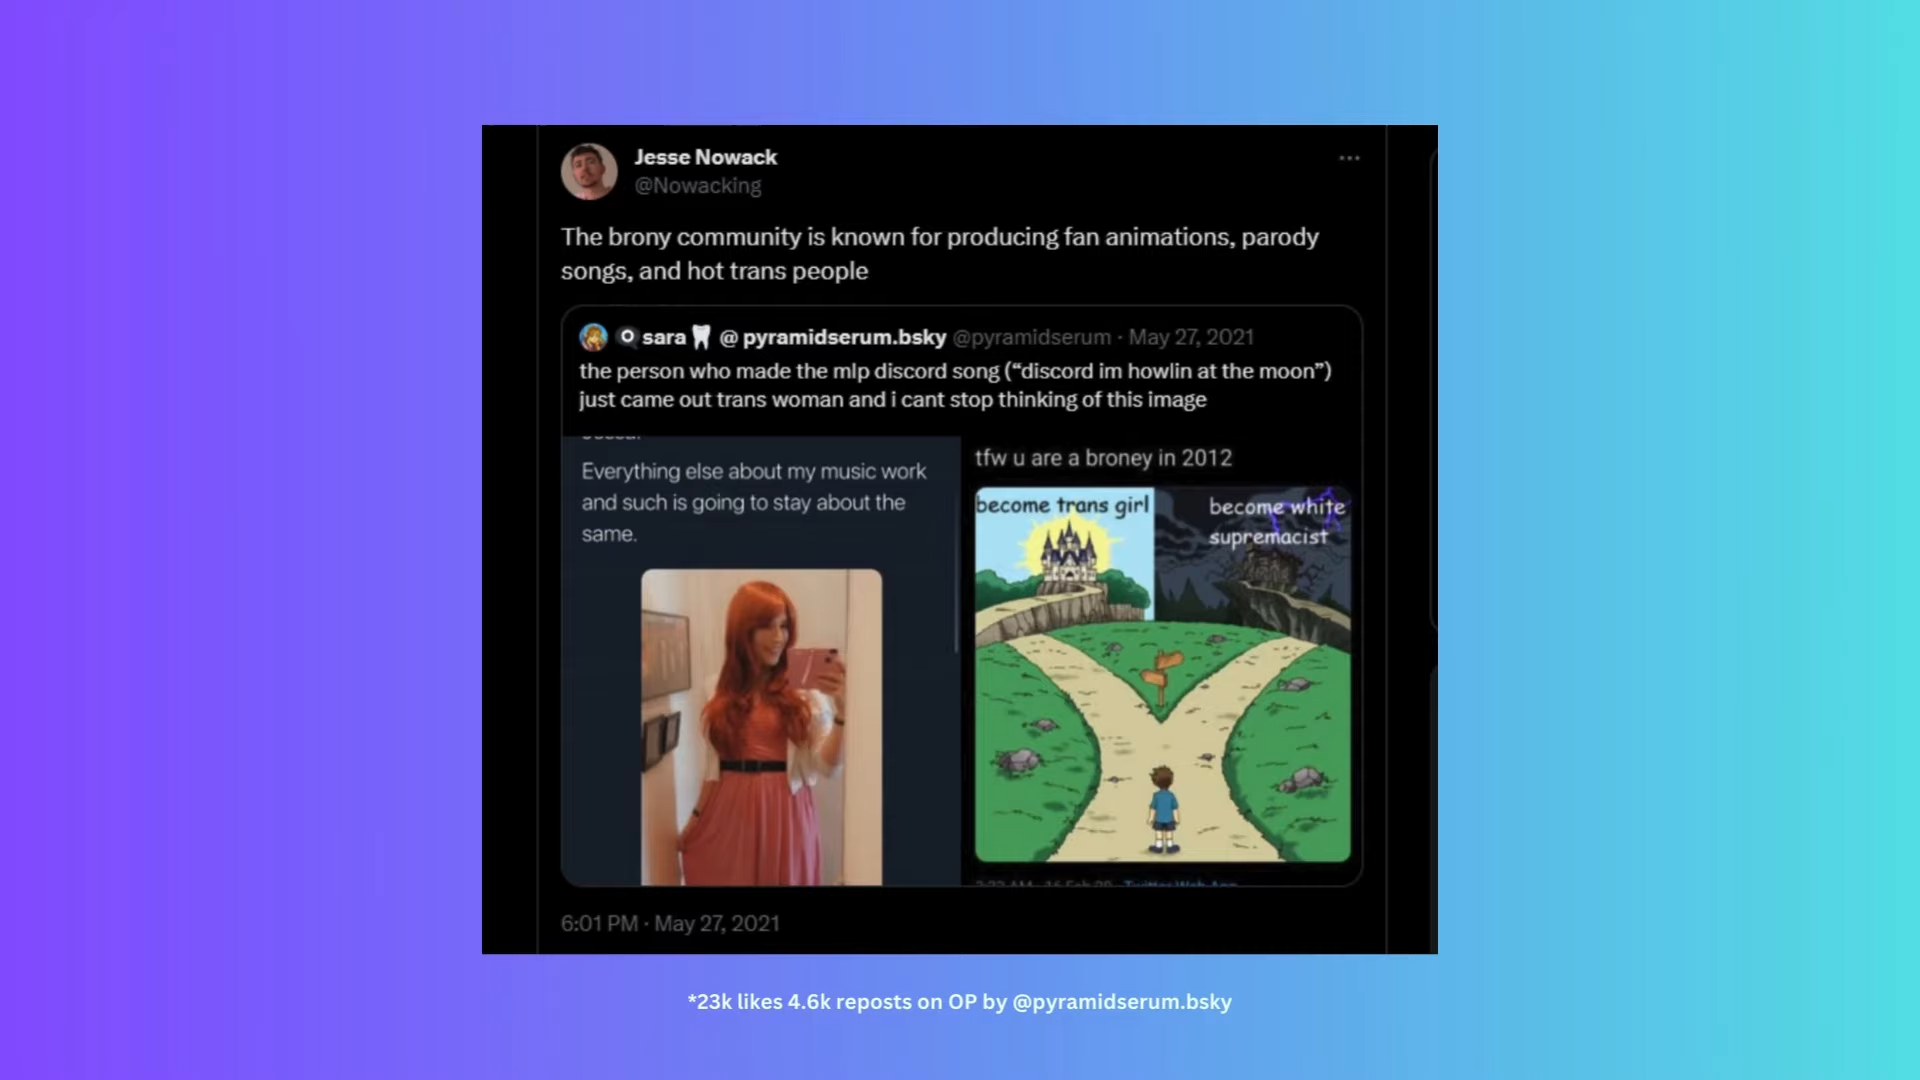 Jesse Nowack
@Nowacking
The brony community is known for producing fan animations, parody
songs, and hot trans people
sara @ pyramidserum.bsky @pyramidserum · May 27, 2021
the person who made the mlp discord song (“discord im howlin at the moon”)
just came out trans woman and i cant stop thinking of this image
Everything else about my music work
and such is going to stay about the
same.
tfw u are a broney in 2012
become trans girl
become white
supremacist
6:01 PM · May 27, 2021
*23k likes 4.6k reposts on OP by @pyramidserum.bsky